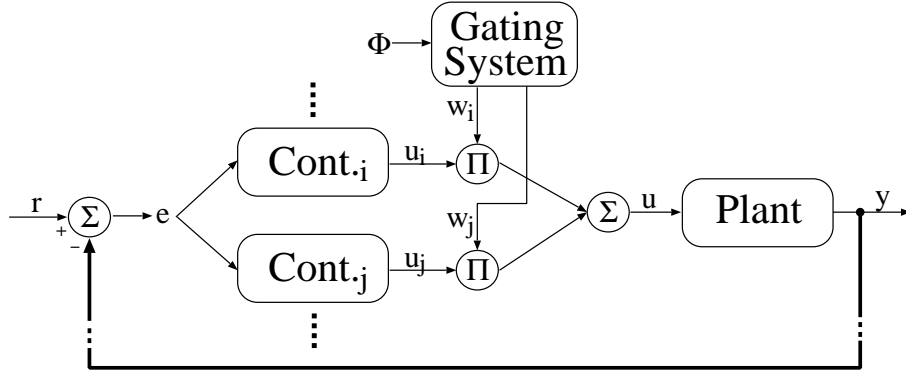 Gating
System
Φ
w_i
Cont._i
u_i
Π
r
+
−
Σ
e
w_j
Σ
u
Plant
y
Cont._j
u_j
Π